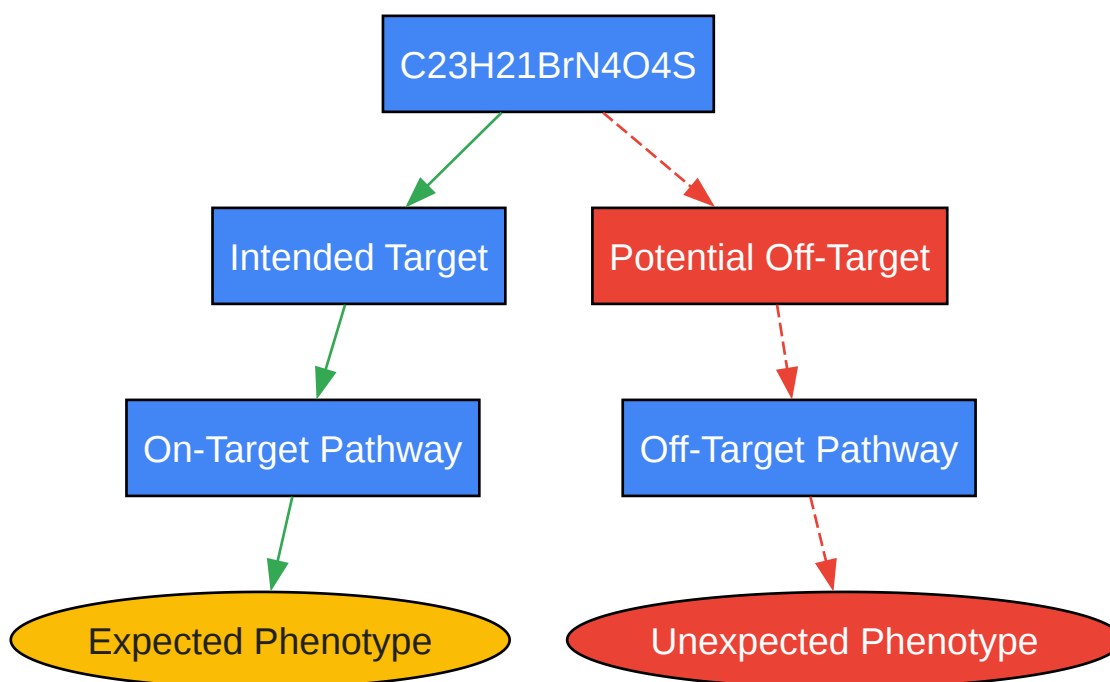 C23H21BrN4O4S
Intended Target
Potential Off-Target
On-Target Pathway
Off-Target Pathway
Expected Phenotype
Unexpected Phenotype